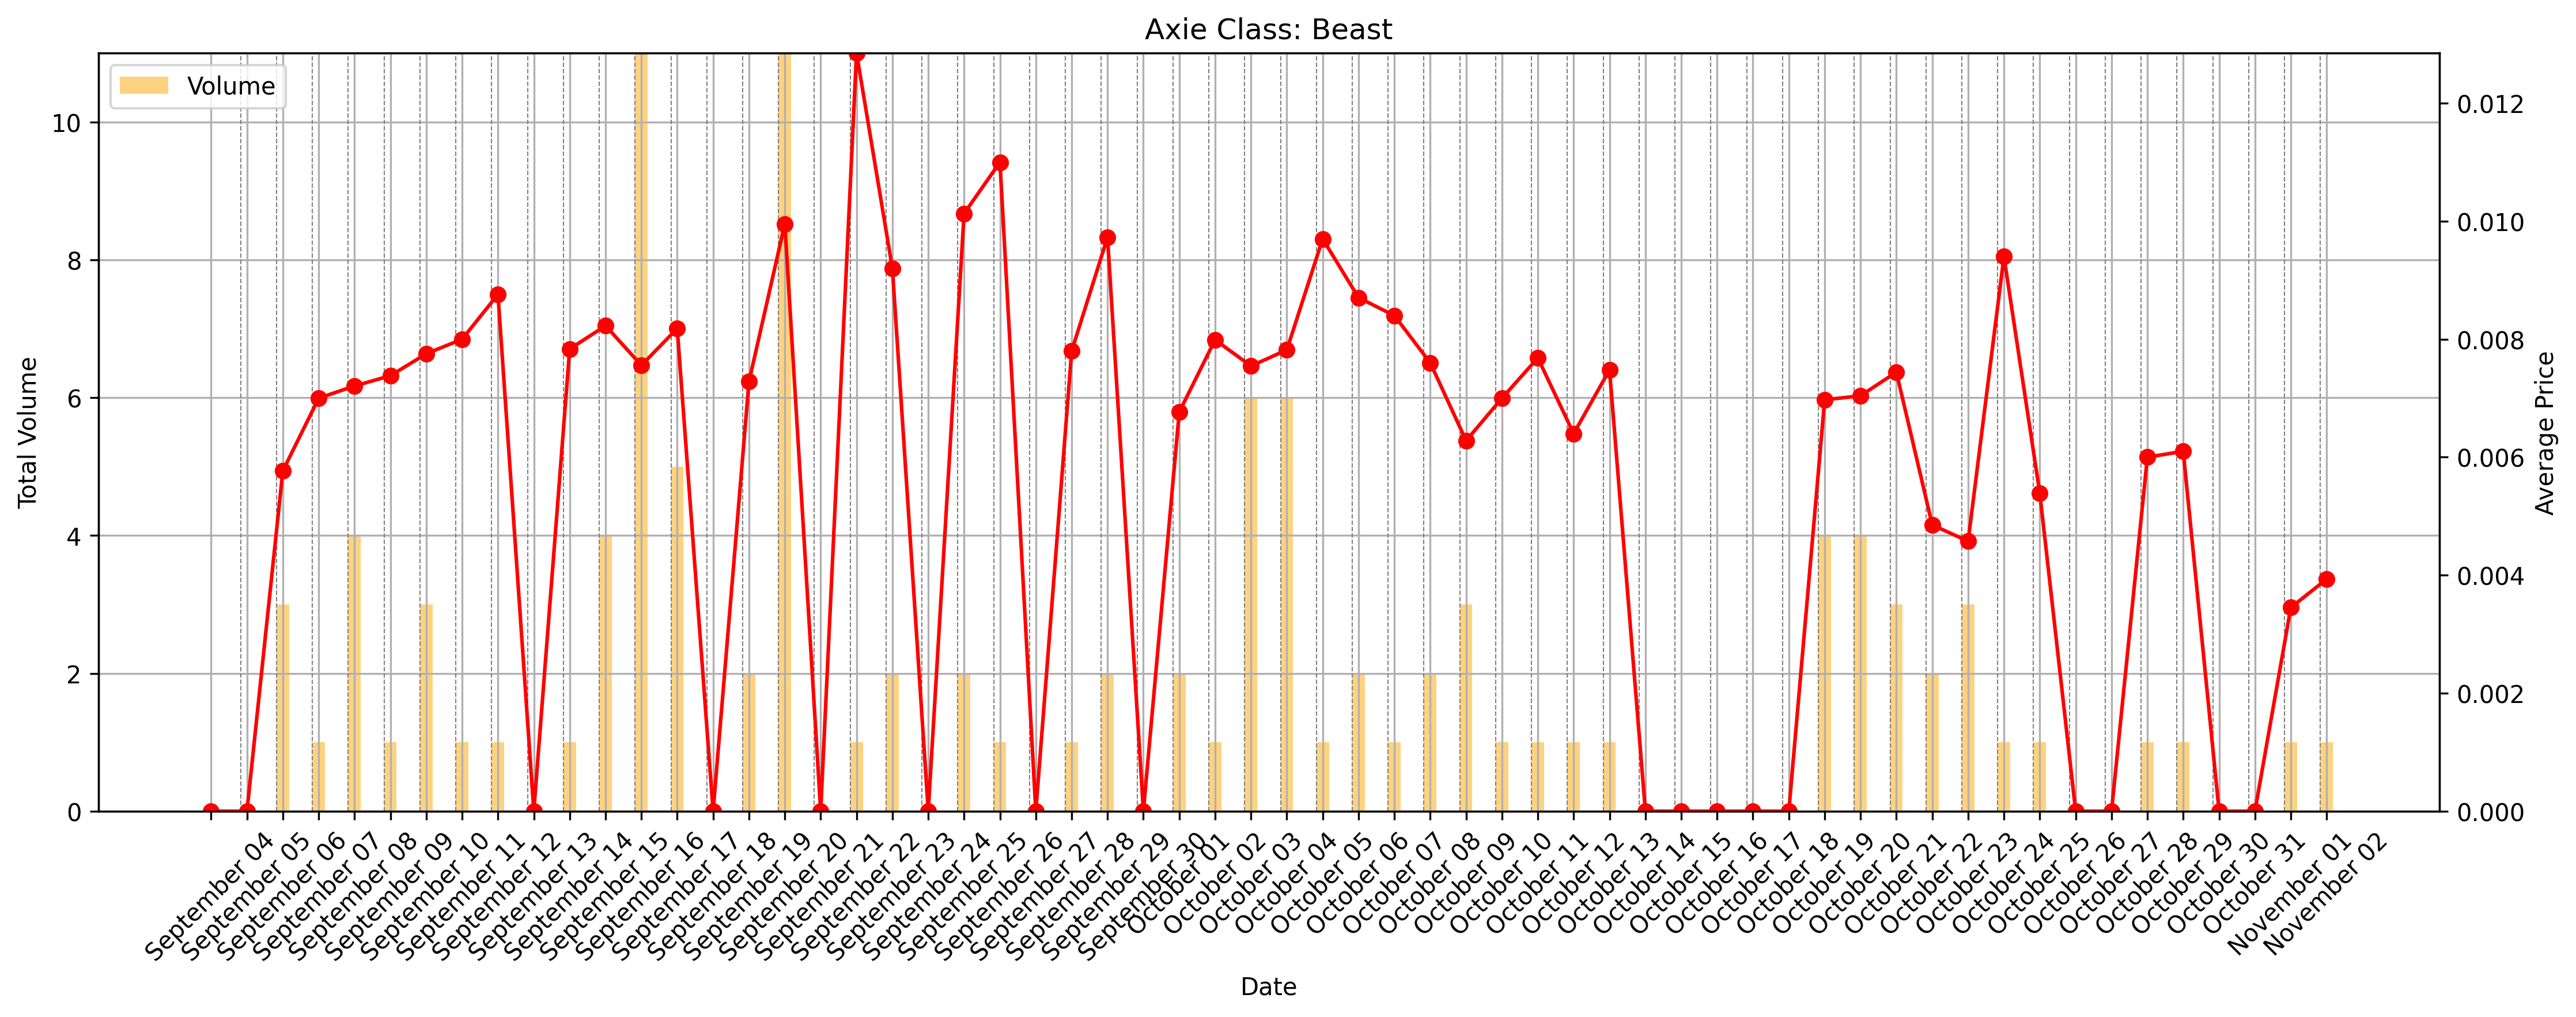 Axie Class: Beast
Volume
Total Volume
10
8
6
4
2
0
Average Price
0.012
0.010
0.008
0.006
0.004
0.002
0.000
September 04
September 05
September 06
September 07
September 08
September 09
September 10
September 11
September 12
September 13
September 14
September 15
September 16
September 17
September 18
September 19
September 20
September 21
September 22
September 23
September 24
September 25
September 26
September 27
September 28
September 29
September 30
October 01
October 02
October 03
October 04
October 05
October 06
October 07
October 08
October 09
October 10
October 11
October 12
October 13
October 14
October 15
October 16
October 17
October 18
October 19
October 20
October 21
October 22
October 23
October 24
October 25
October 26
October 27
October 28
October 29
October 30
October 31
November 01
November 02
Date